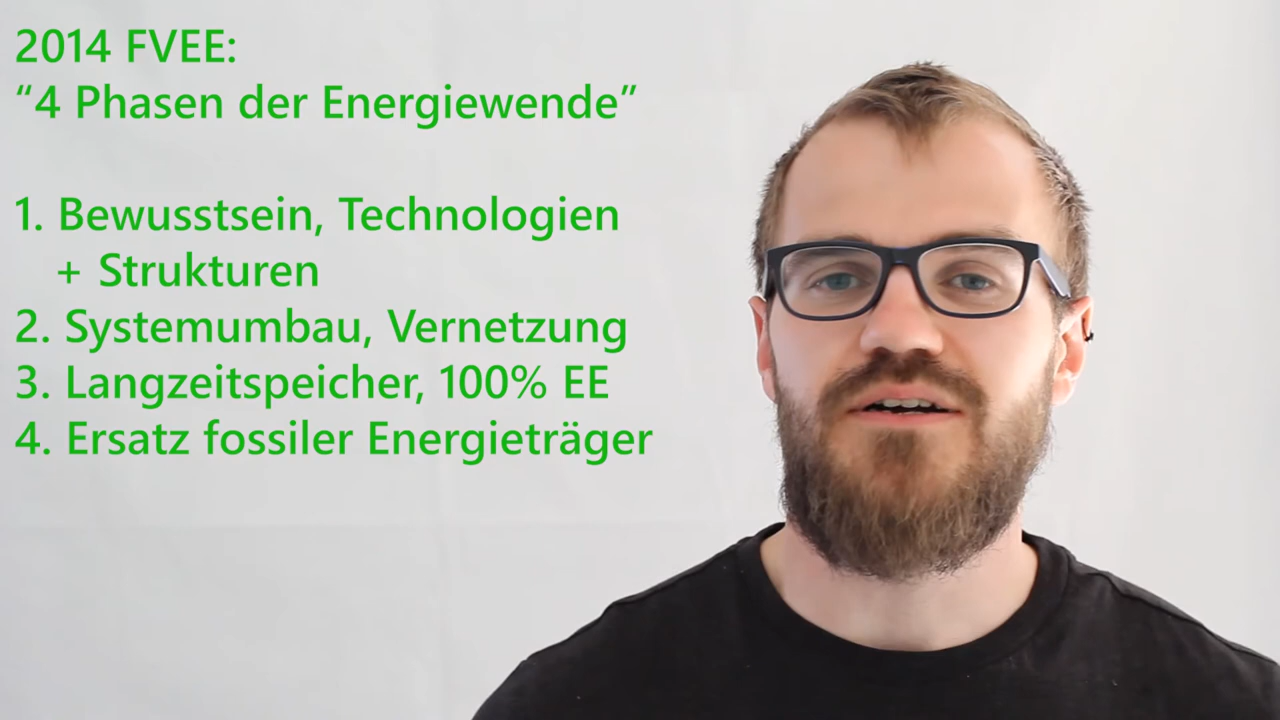 2014 FVEE:
“4 Phasen der Energiewende”
1. Bewusstsein, Technologien
+ Strukturen
2. Systemumbau, Vernetzung
3. Langzeitspeicher, 100% EE
4. Ersatz fossiler Energieträger